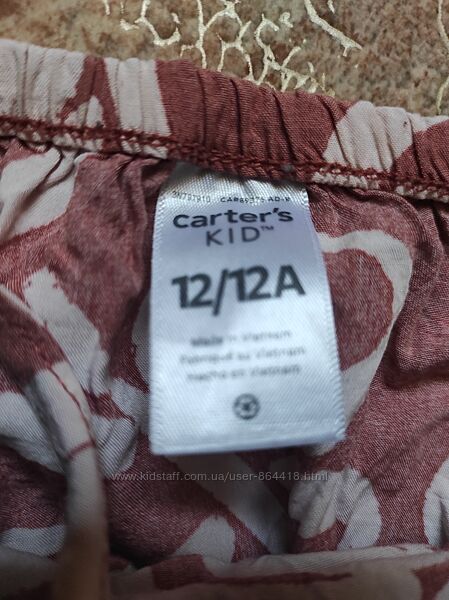 carter's
KID™
12/12A
Made in Vietnam
Fabriqué au Vietnam
Hecho en Vietnam
www.kidstaff.com.ua/user-864418.html